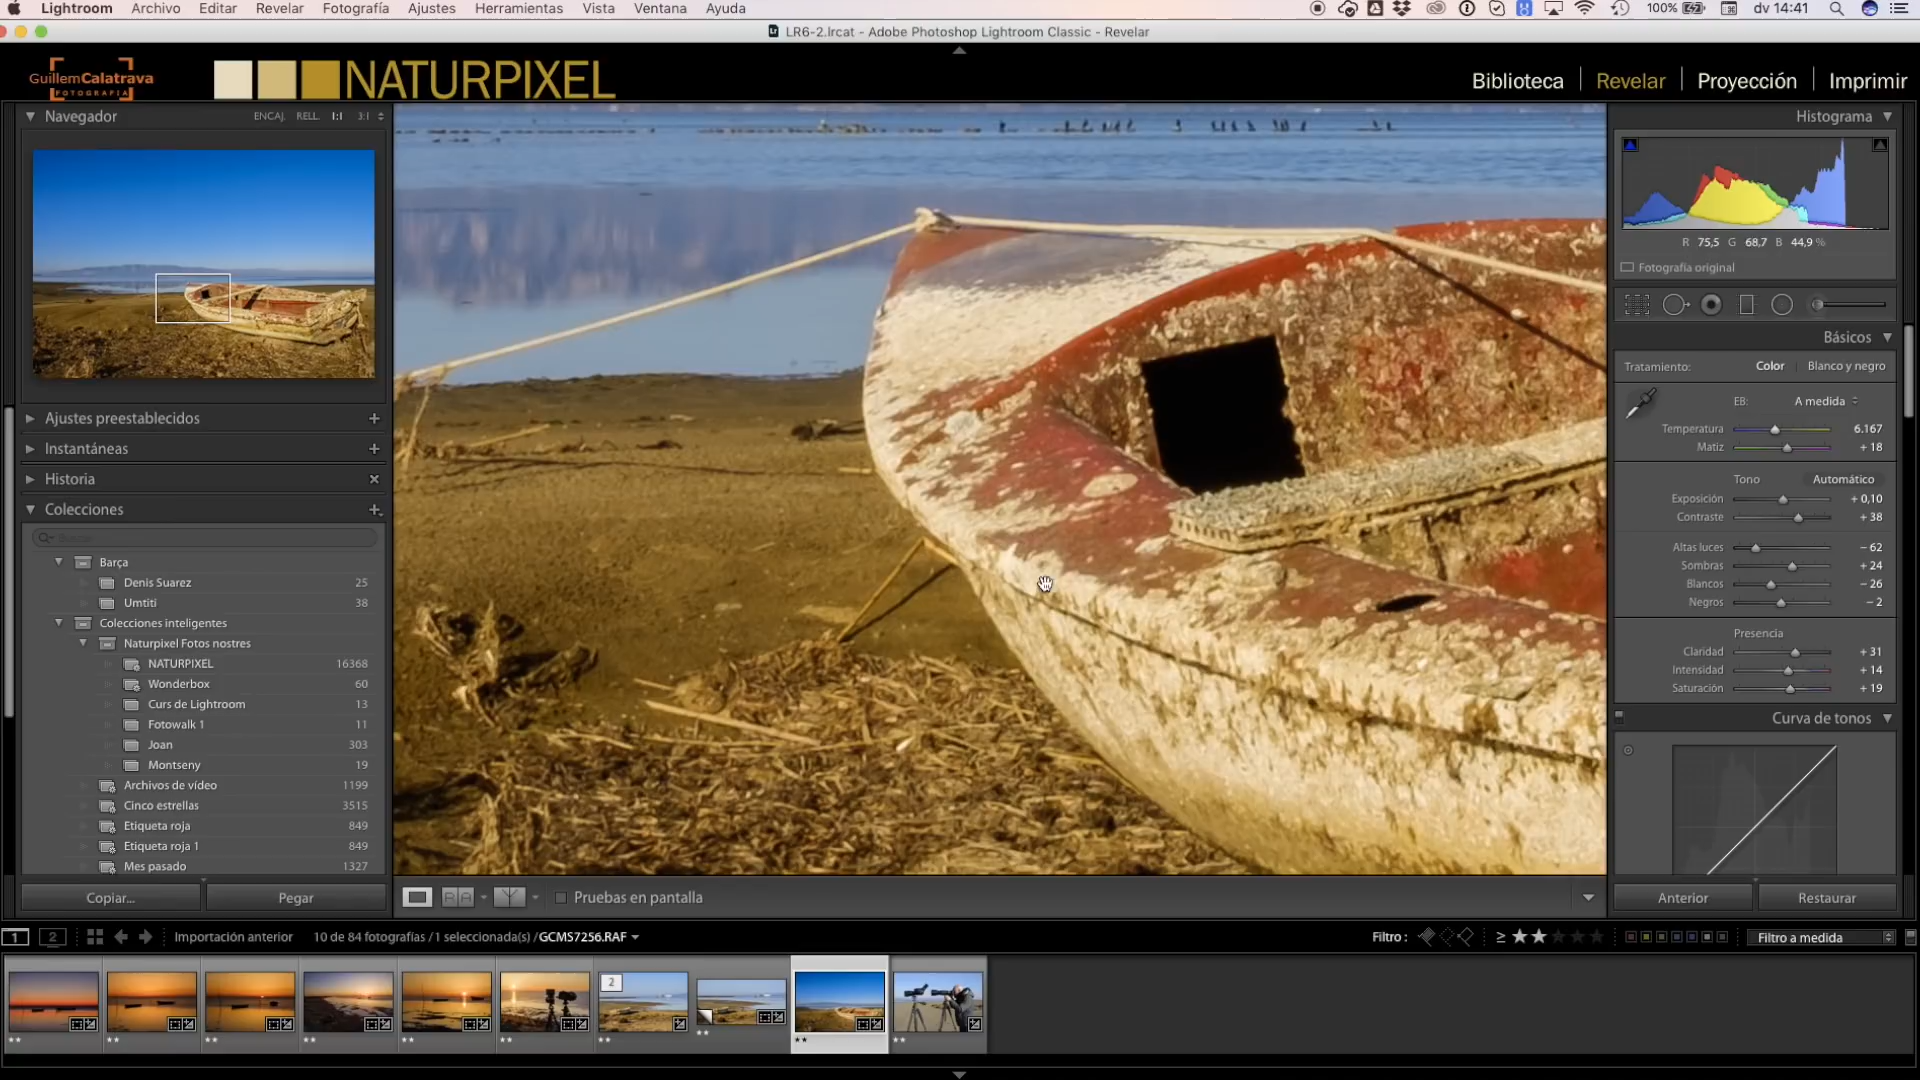 Lightroom Archivo Editar Revelar Fotografía Ajustes Herramientas Vista Ventana Ayuda 100% dv 14:41
LR6-2.lrcat - Adobe Photoshop Lightroom Classic - Revelar
GuillemCalatrava
FOTOGRAFIA
NATURPIXEL
Biblioteca Revelar Proyección Imprimir
Navegador ENCAJ. RELL. 1:1 3:1
Ajustes preestablecidos
Instantáneas
Historia
Colecciones
Barça
Denis Suarez 25
Umtiti 38
Colecciones inteligentes
Naturpixel Fotos nostres
NATURPIXEL 16368
Wonderbox 60
Curs de Lightroom 13
Fotowalk 1 11
Joan 303
Montseny 19
Archivos de vídeo 1199
Cinco estrellas 3515
Etiqueta roja 849
Etiqueta roja 1 849
Mes pasado 1327
Copiar... Pegar
Pruebas en pantalla
Histograma
R 75,5 G 68,7 B 44,9 %
Fotografía original
Básicos
Tratamiento: Color Blanco y negro
EB: A medida
Temperatura 6.167
Matiz + 18
Tono Automático
Exposición + 0,10
Contraste + 38
Altas luces − 62
Sombras + 24
Blancos − 26
Negros − 2
Presencia
Claridad + 31
Intensidad + 14
Saturación + 19
Curva de tonos
Anterior Restaurar
1 2 Importación anterior 10 de 84 fotografías /1 seleccionada(s) /GCMS7256.RAF Filtro : ≥ Filtro a medida
2